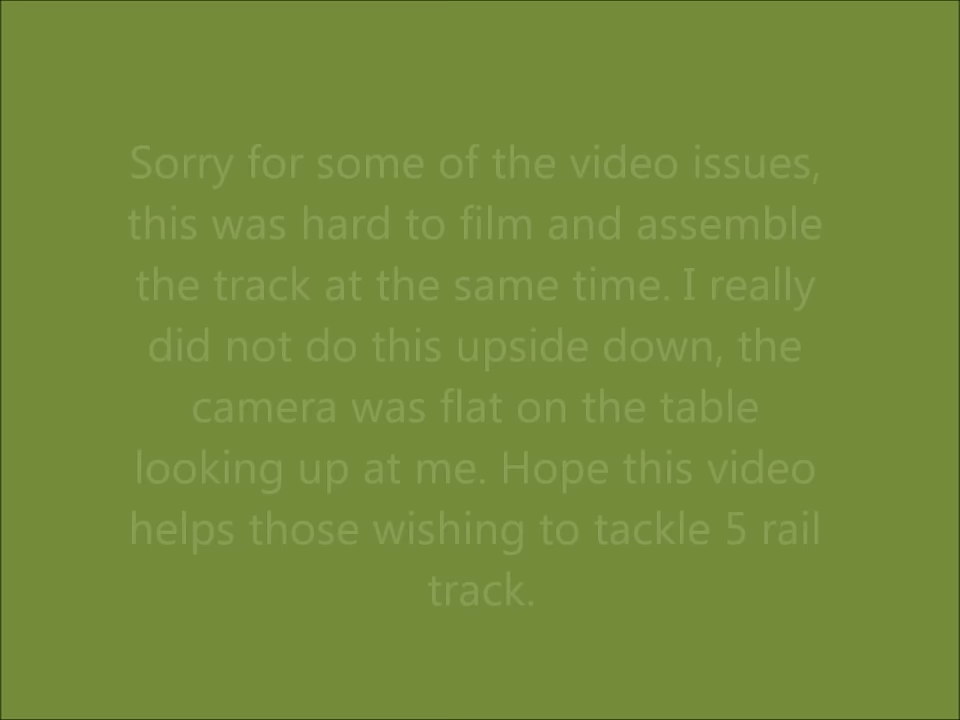 Sorry for some of the video issues,
this was hard to film and assemble
the track at the same time. I really
did not do this upside down, the
camera was flat on the table
looking up at me. Hope this video
helps those wishing to tackle 5 rail
track.